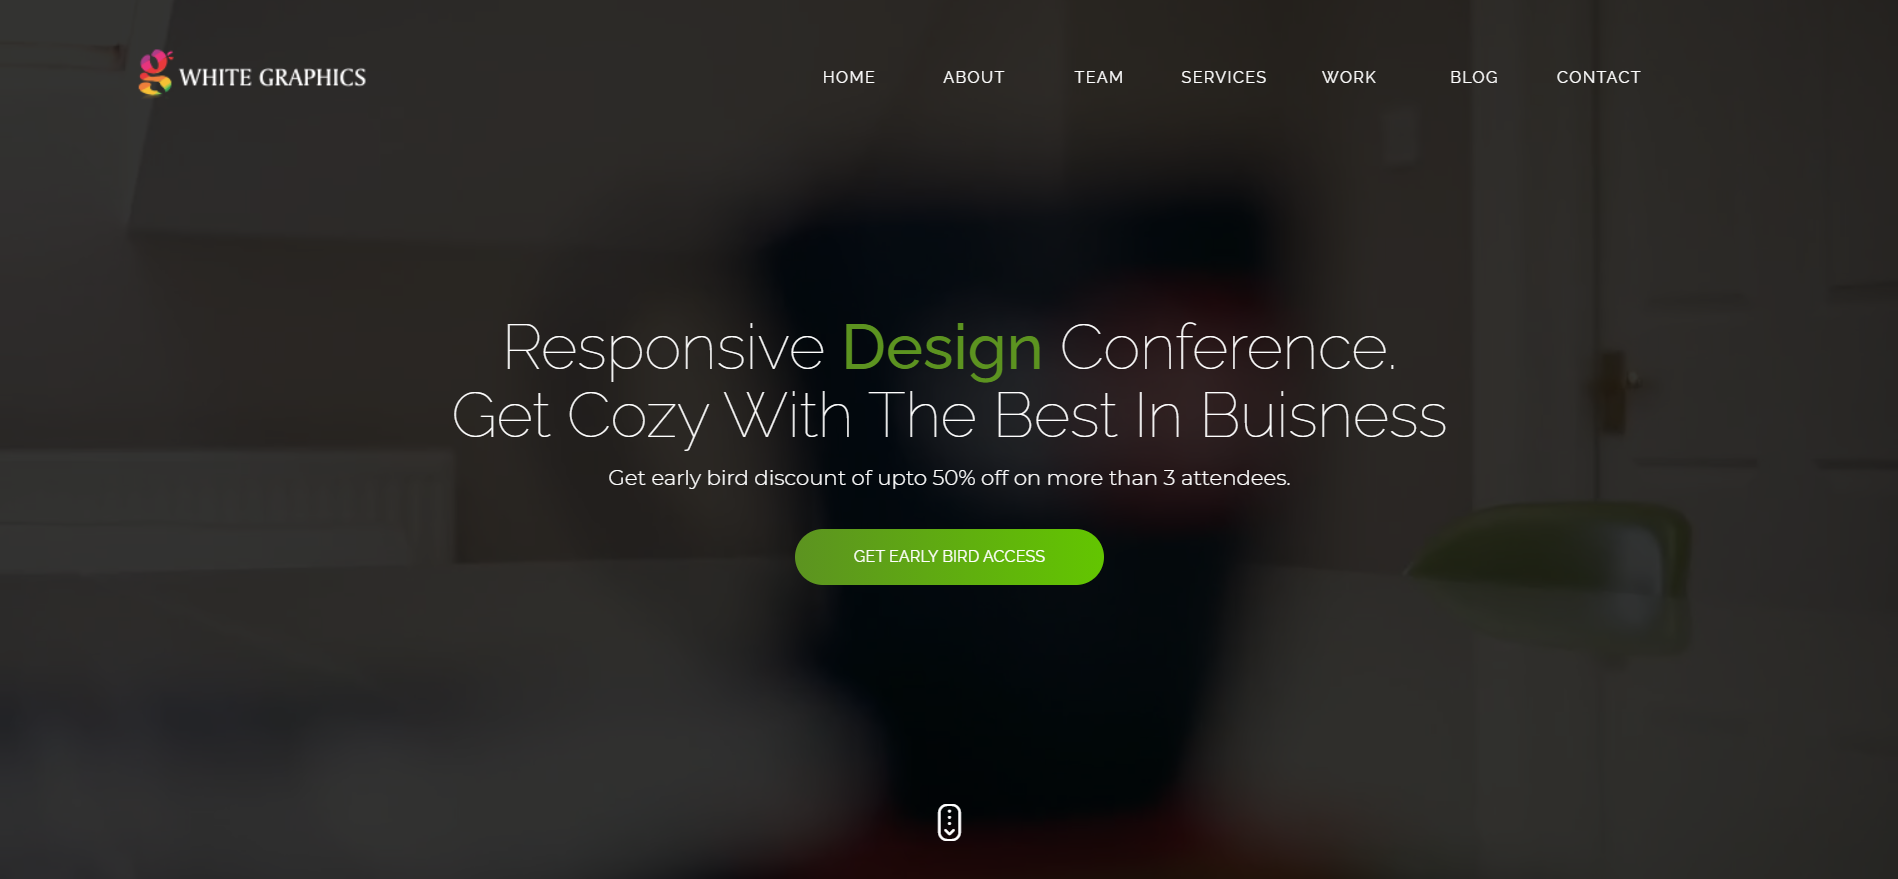 WHITE GRAPHICS
HOME ABOUT TEAM SERVICES WORK BLOG CONTACT
Responsive Design Conference.
Get Cozy With The Best In Buisness
Get early bird discount of upto 50% off on more than 3 attendees.
GET EARLY BIRD ACCESS